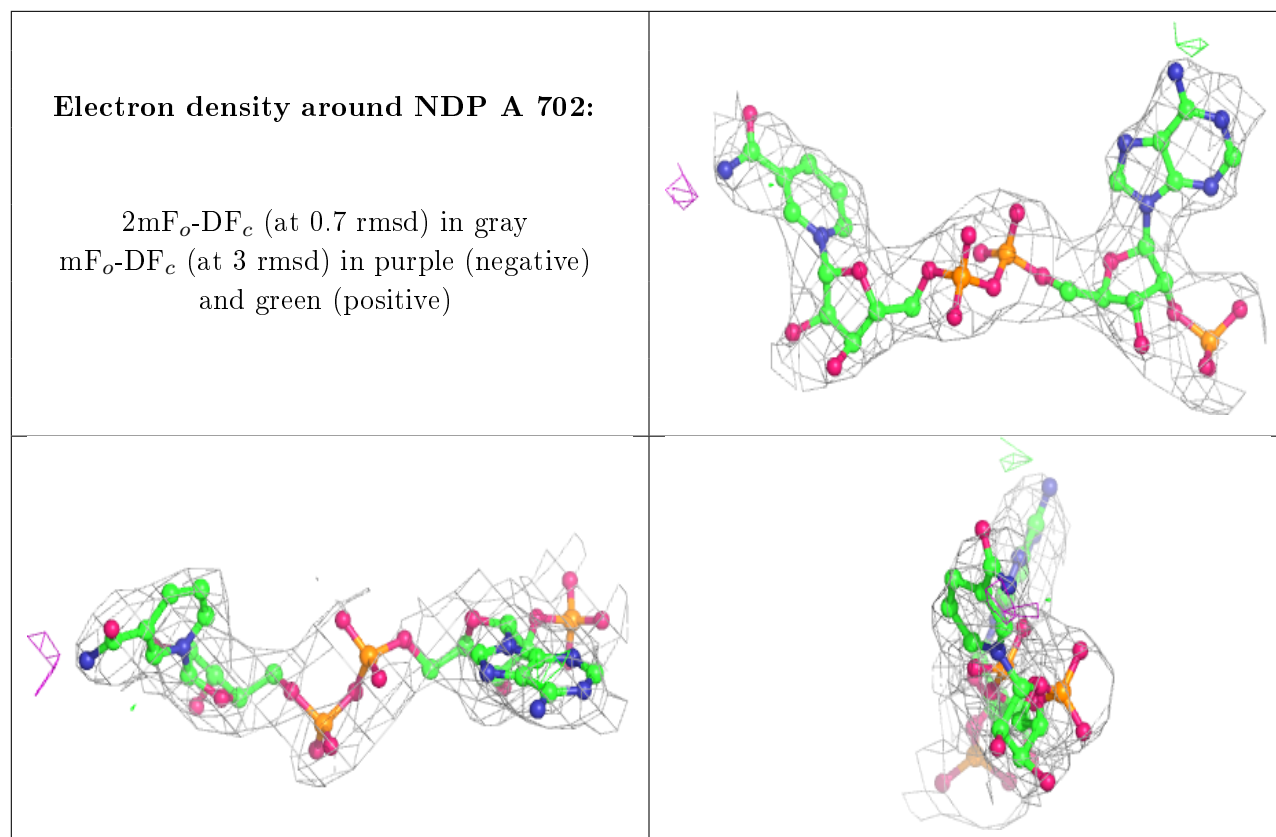 Electron density around NDP A 702:
2mFo-DFc (at 0.7 rmsd) in gray
mFo-DFc (at 3 rmsd) in purple (negative)
and green (positive)